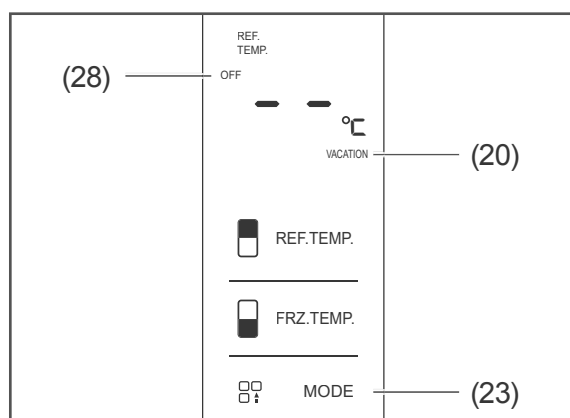 REF.
TEMP.
(28)
OFF
– –
°C
VACATION
(20)
REF.TEMP.
FRZ.TEMP.
MODE
(23)